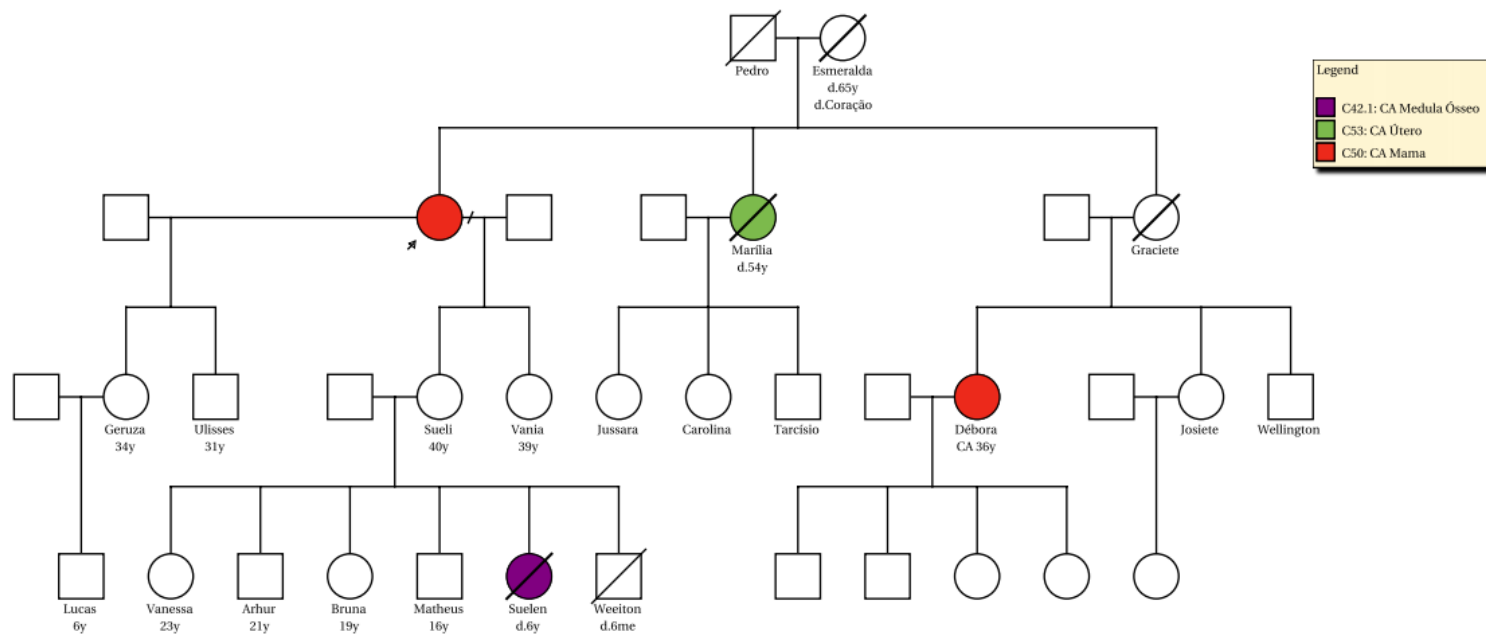 Pedro
Esmeralda
d.65y
d.Coração
Legend
C42.1: CA Medula Ósseo
C53: CA Útero
C50: CA Mama
Marília
d.54y
Graciete
Geruza
34y
Ulisses
31y
Sueli
40y
Vania
39y
Jussara
Carolina
Tarcísio
Débora
CA 36y
Josiete
Wellington
Lucas
6y
Vanessa
23y
Arhur
21y
Bruna
19y
Matheus
16y
Suelen
d.6y
Weeiton
d.6me